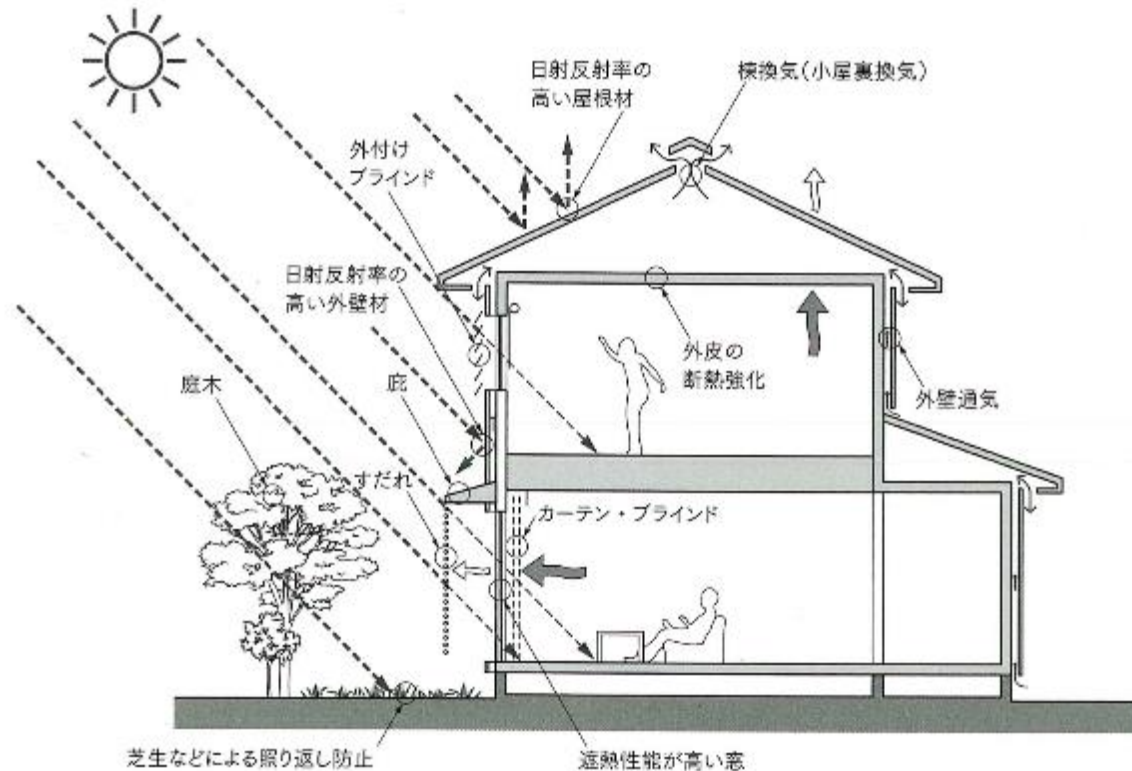 日射反射率の
高い屋根材
棟換気(小屋裏換気)
外付け
ブラインド
日射反射率の
高い外壁材
外皮の
断熱強化
外壁通気
庭木
庇
すだれ
カーテン・ブラインド
芝生などによる照り返し防止
遮熱性能が高い窓